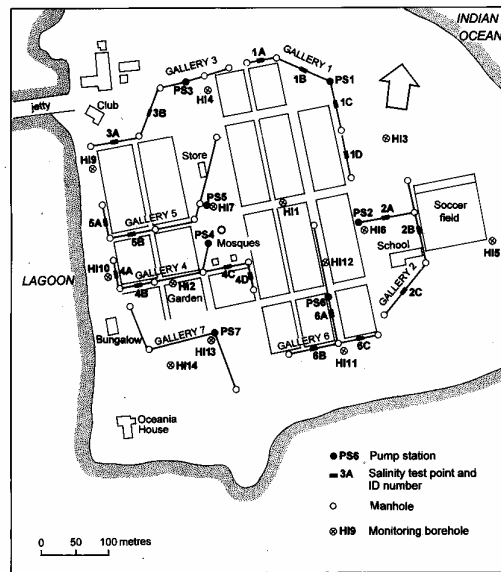 INDIAN
OCEAN
GALLERY 3
1A
GALLERY 1
1B
PS1
PS3
HI4
jetty
Club
3B
1C
3A
HI3
HI9
Store
1D
PS5
HI7
HI1
5A
GALLERY 5
5B
PS4
Mosques
PS2
2A
HI6
2B
Soccer
field
School
HI5
LAGOON
HI10
4A
GALLERY 4
4B
HI2
Garden
4C
4D
HI12
GALLERY 2
2C
PS6
6A
Bungalow
GALLERY 7
PS7
HI13
HI14
GALLERY 6
6B
6C
HI11
Oceania
House
PS6 Pump station
3A Salinity test point and
ID number
Manhole
HI9 Monitoring borehole
0 50 100 metres